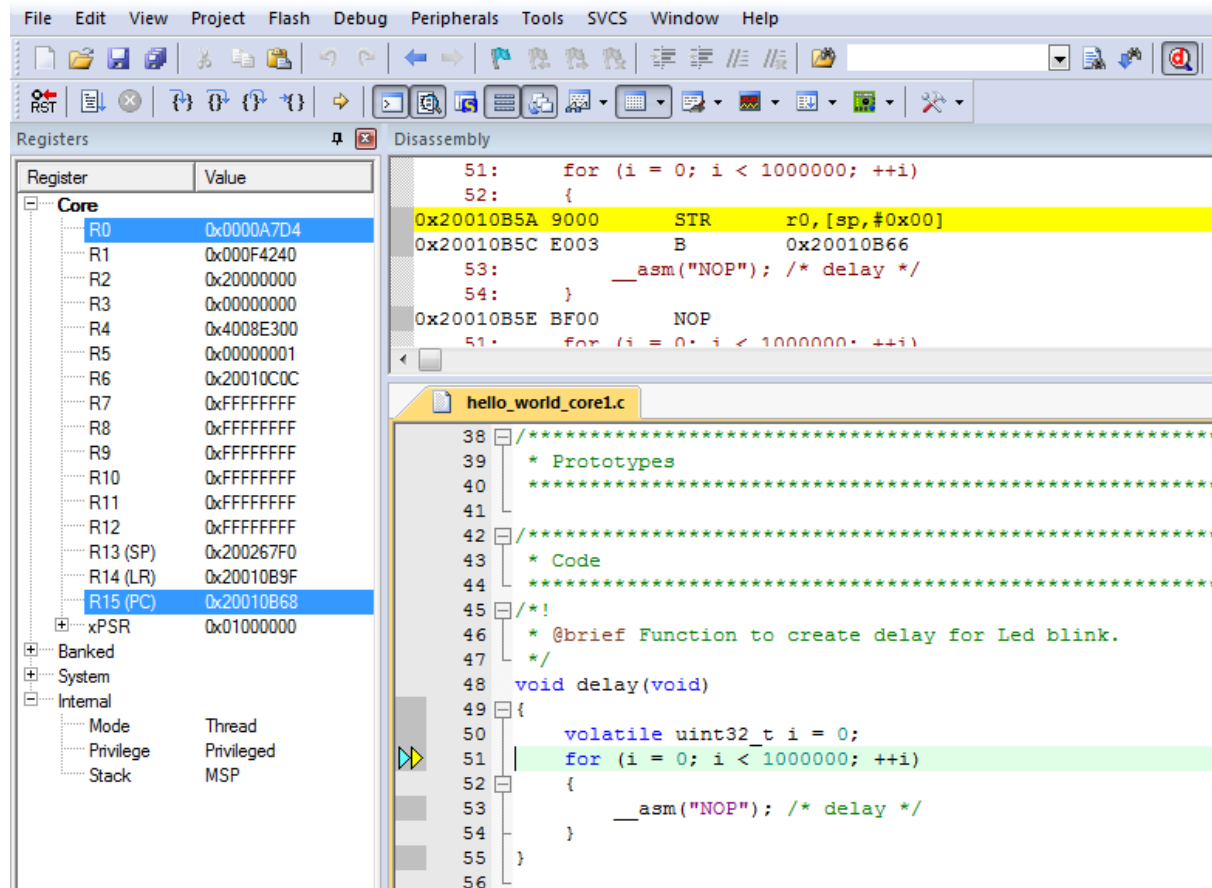 File Edit View Project Flash Debug Peripherals Tools SVCS Window Help
RST
Registers
Register Value
Core
R0 0x0000A7D4
R1 0x000F4240
R2 0x20000000
R3 0x00000000
R4 0x4008E300
R5 0x00000001
R6 0x20010C0C
R7 0xFFFFFFFF
R8 0xFFFFFFFF
R9 0xFFFFFFFF
R10 0xFFFFFFFF
R11 0xFFFFFFFF
R12 0xFFFFFFFF
R13 (SP) 0x200267F0
R14 (LR) 0x20010B9F
R15 (PC) 0x20010B68
xPSR 0x01000000
Banked
System
Internal
Mode Thread
Privilege Privileged
Stack MSP
Disassembly
51: for (i = 0; i < 1000000; ++i)
52: {
0x20010B5A 9000 STR r0,[sp,#0x00]
0x20010B5C E003 B 0x20010B66
53: __asm("NOP"); /* delay */
54: }
0x20010B5E BF00 NOP
51: for (i = 0; i < 1000000; ++i)
hello_world_core1.c
38 /*******************************************************
39 * Prototypes
40 *******************************************************
41
42 /*******************************************************
43 * Code
44 *******************************************************
45 /*!
46 * @brief Function to create delay for Led blink.
47 */
48 void delay(void)
49 {
50 volatile uint32_t i = 0;
51 for (i = 0; i < 1000000; ++i)
52 {
53 __asm("NOP"); /* delay */
54 }
55 }
56